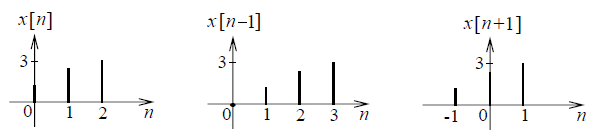 x[n]
3
0 1 2 n
x[n−1]
3
0 1 2 3 n
x[n+1]
3
-1 0 1 n